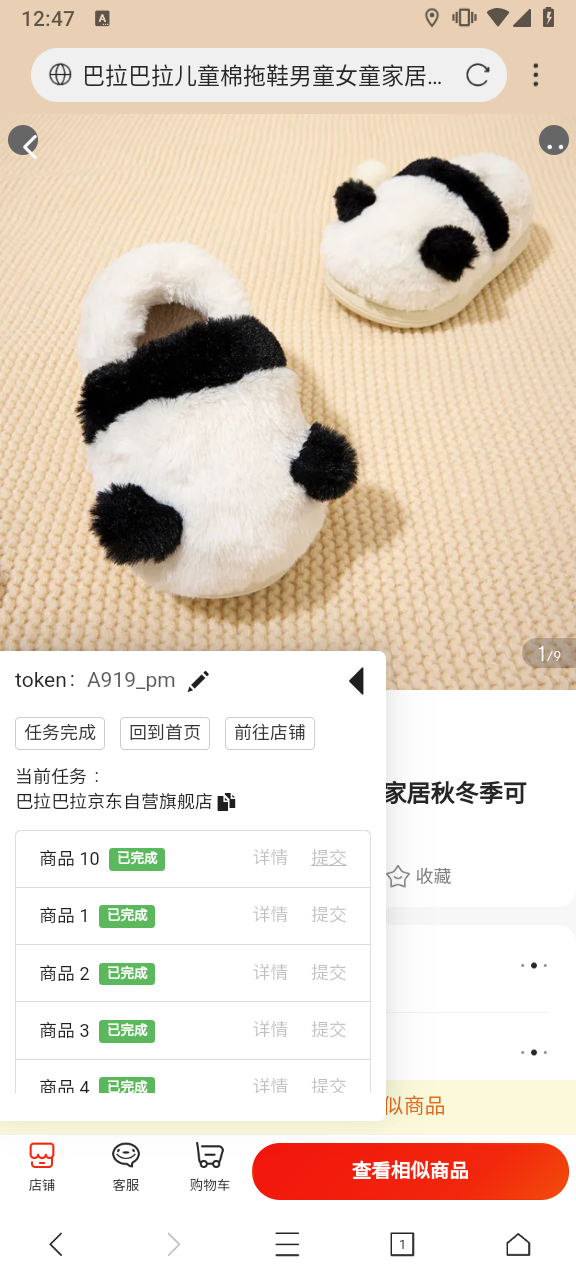 12:47
A
巴拉巴拉儿童棉拖鞋男童女童家居...
1/9
token： A919_pm
任务完成 回到首页 前往店铺
当前任务：
巴拉巴拉京东自营旗舰店
家居秋冬季可
商品 10 已完成 详情 提交
收藏
商品 1 已完成 详情 提交
商品 2 已完成 详情 提交
商品 3 已完成 详情 提交
商品 4 已完成 详情 提交
似商品
店铺 客服 购物车 查看相似商品
1